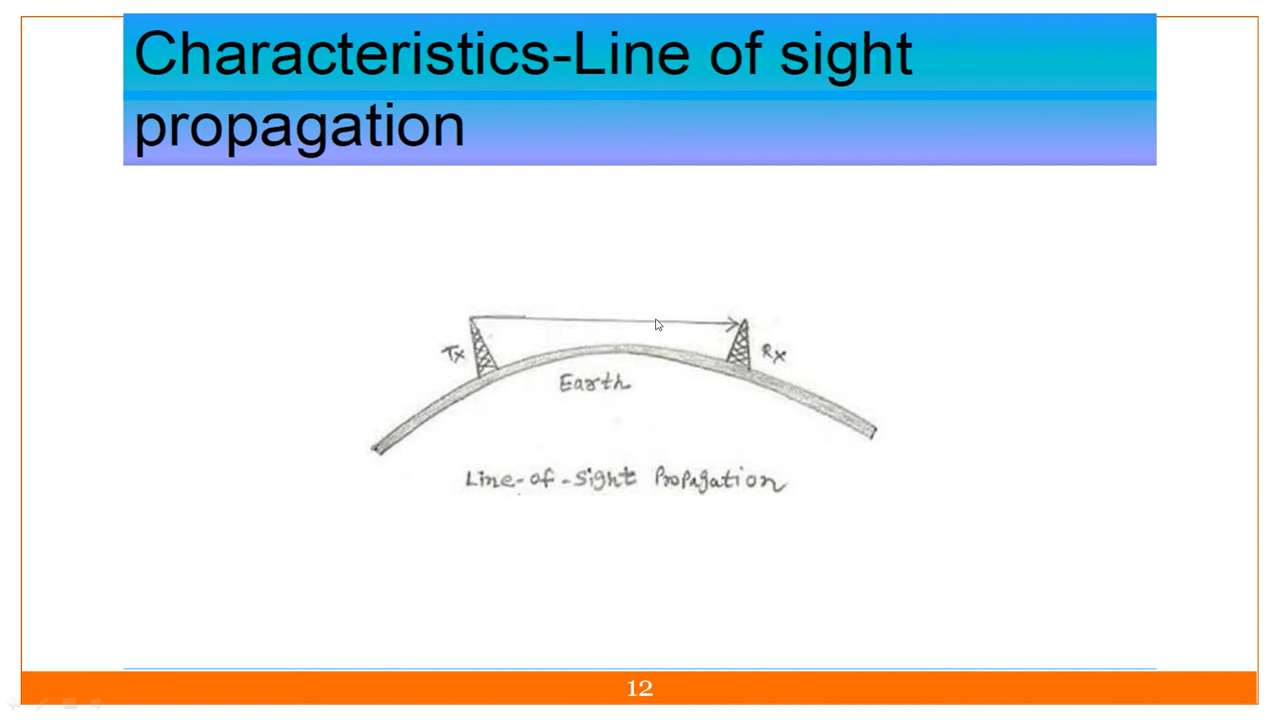 Characteristics-Line of sight
propagation
Tx
Rx
Earth
Line-of-Sight Propagation
12